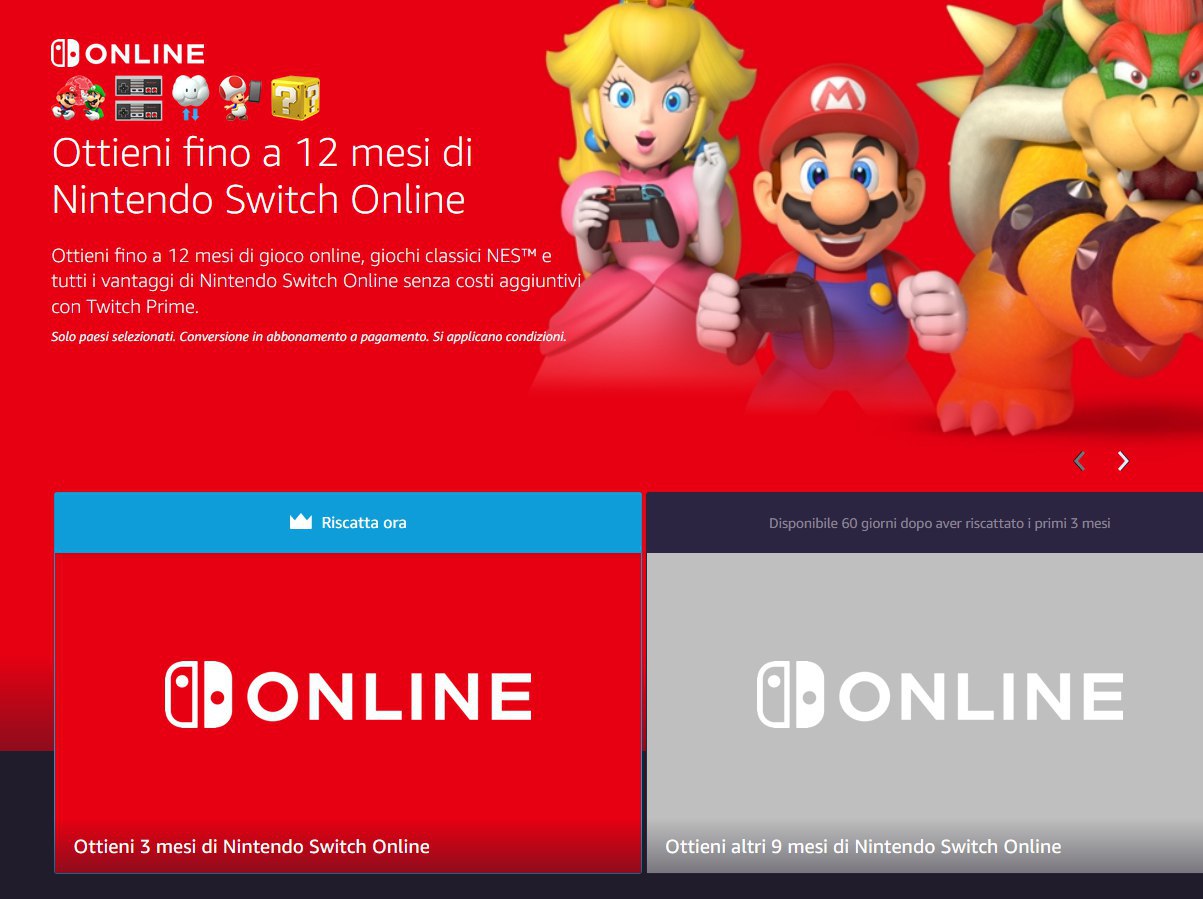 ONLINE
Ottieni fino a 12 mesi di
Nintendo Switch Online
Ottieni fino a 12 mesi di gioco online, giochi classici NES™ e
tutti i vantaggi di Nintendo Switch Online senza costi aggiuntivi
con Twitch Prime.
Solo paesi selezionati. Conversione in abbonamento a pagamento. Si applicano condizioni.
M
Riscatta ora
Disponibile 60 giorni dopo aver riscattato i primi 3 mesi
ONLINE
ONLINE
Ottieni 3 mesi di Nintendo Switch Online
Ottieni altri 9 mesi di Nintendo Switch Online